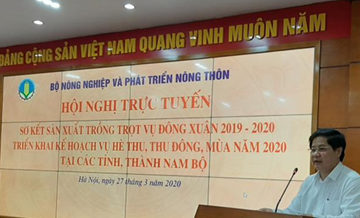 ĐẢNG CỘNG SẢN VIỆT NAM QUANG VINH MUÔN NĂM
BỘ NÔNG NGHIỆP VÀ PHÁT TRIỂN NÔNG THÔN
HỘI NGHỊ TRỰC TUYẾN
SƠ KẾT SẢN XUẤT TRỒNG TRỌT VỤ ĐÔNG XUÂN 2019 - 2020
TRIỂN KHAI KẾ HOẠCH VỤ HÈ THU, THU ĐÔNG, MÙA NĂM 2020
TẠI CÁC TỈNH, THÀNH NAM BỘ
Hà Nội, ngày 27 tháng 3 năm 2020